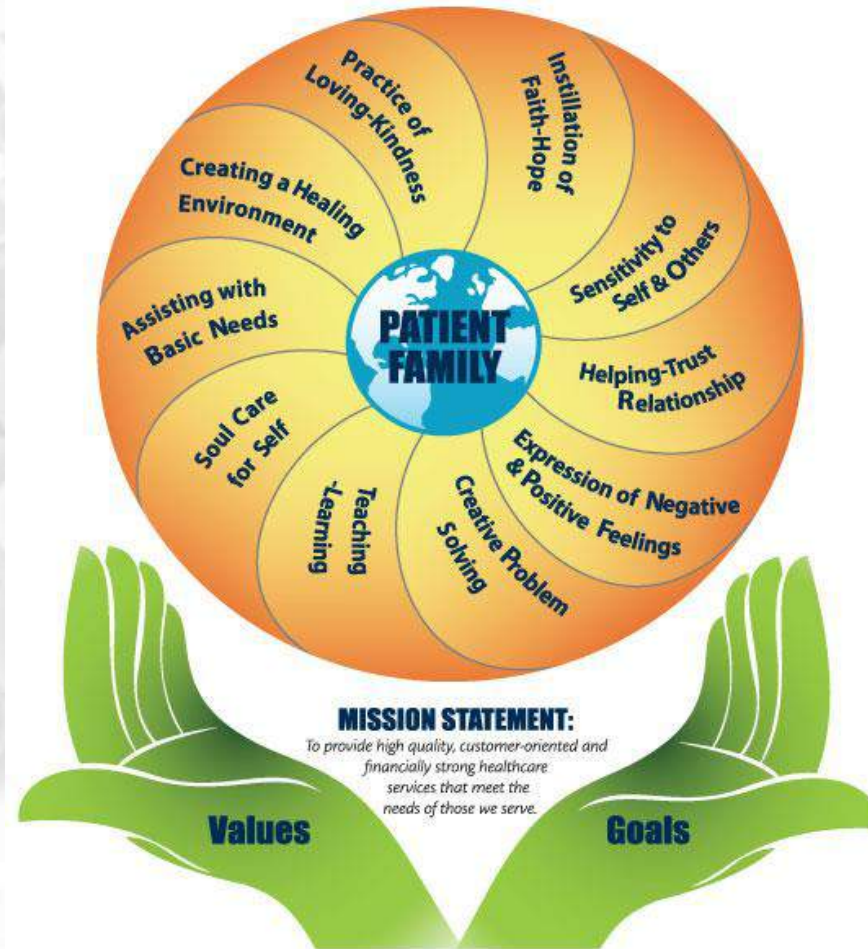 Practice of
Loving-Kindness
Instillation of
Faith-Hope
Creating a Healing
Environment
Sensitivity to
Self & Others
Assisting with
Basic Needs
PATIENT
FAMILY
Helping-Trust
Relationship
Soul Care
for Self
Expression of Negative
& Positive Feelings
Teaching
-Learning
Creative Problem
Solving
MISSION STATEMENT:
To provide high quality, customer-oriented and
financially strong healthcare
services that meet the
needs of those we serve.
Values
Goals